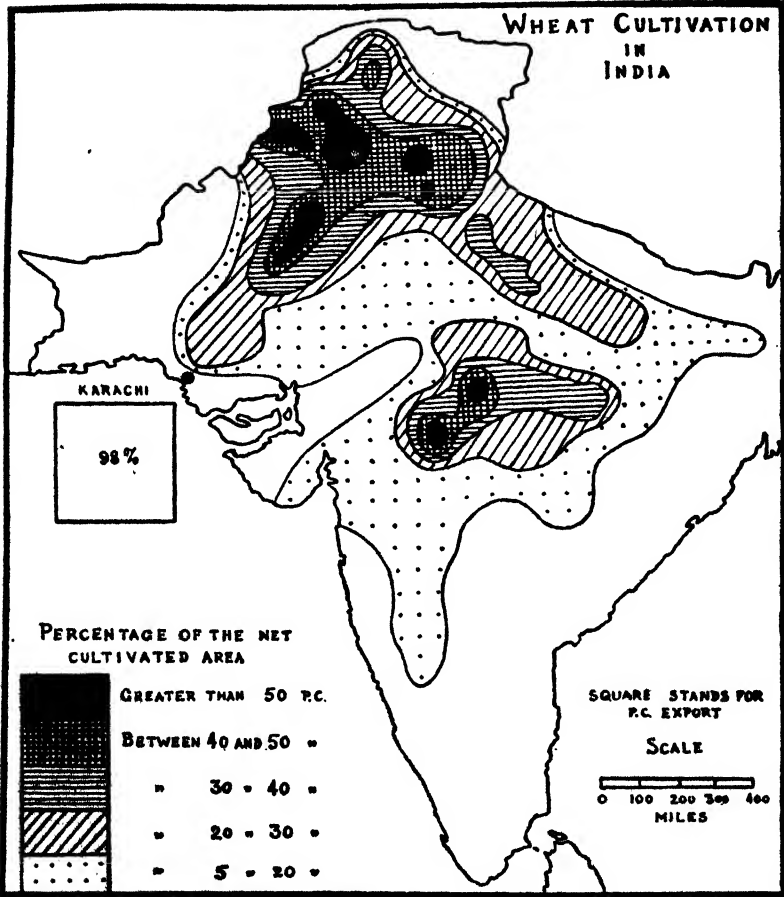 WHEAT CULTIVATION
IN
INDIA
KARACHI
98%
PERCENTAGE OF THE NET
CULTIVATED AREA
GREATER THAN 50 P.C.
BETWEEN 40 AND 50 "
" 30 " 40 "
" 20 " 30 "
" 5 " 20 "
SQUARE STANDS FOR
P.C. EXPORT
SCALE
0 100 200 300 400
MILES